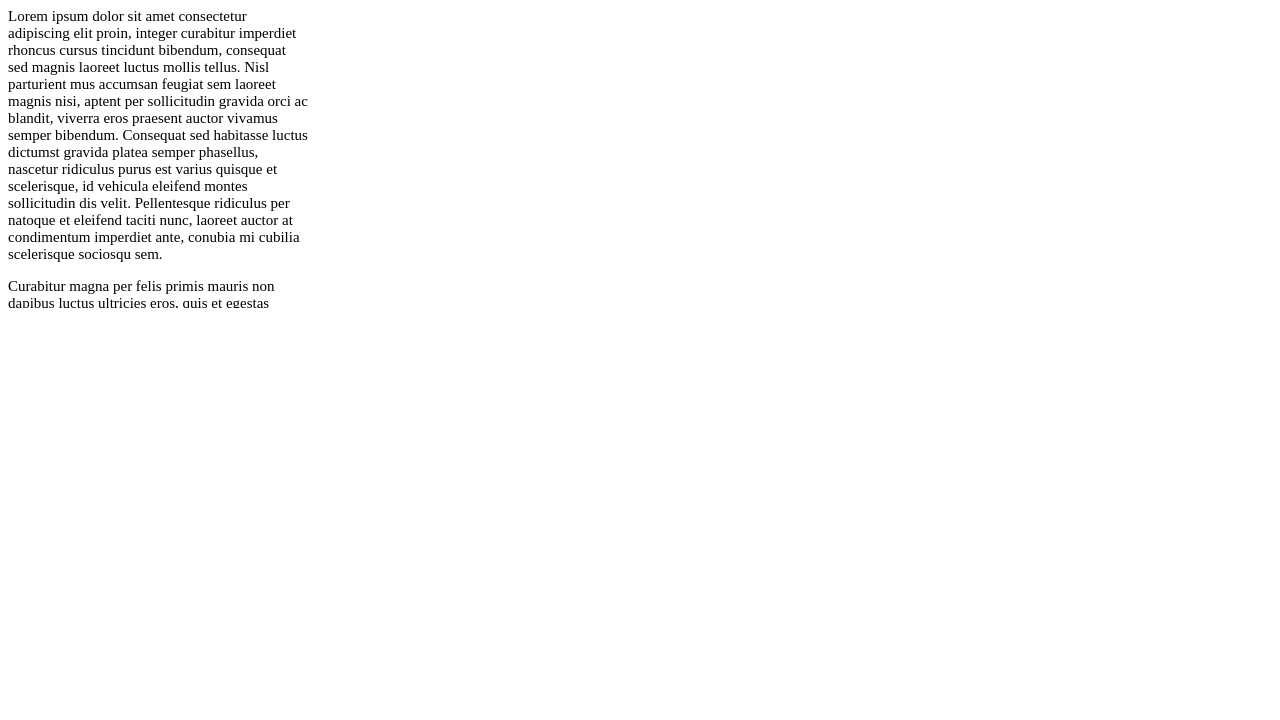 Lorem ipsum dolor sit amet consectetur
adipiscing elit proin, integer curabitur imperdiet
rhoncus cursus tincidunt bibendum, consequat
sed magnis laoreet luctus mollis tellus. Nisl
parturient mus accumsan feugiat sem laoreet
magnis nisi, aptent per sollicitudin gravida orci ac
blandit, viverra eros praesent auctor vivamus
semper bibendum. Consequat sed habitasse luctus
dictumst gravida platea semper phasellus,
nascetur ridiculus purus est varius quisque et
scelerisque, id vehicula eleifend montes
sollicitudin dis velit. Pellentesque ridiculus per
natoque et eleifend taciti nunc, laoreet auctor at
condimentum imperdiet ante, conubia mi cubilia
scelerisque sociosqu sem.
Curabitur magna per felis primis mauris non
dapibus luctus ultricies eros, quis et egestas